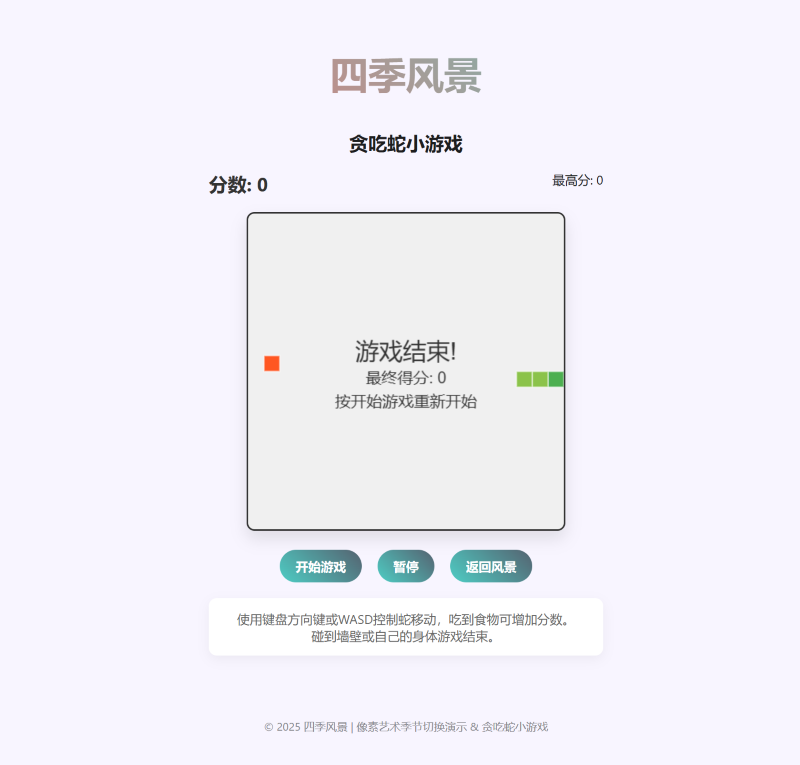 四季风景
贪吃蛇小游戏
分数: 0
最高分: 0
游戏结束!
最终得分: 0
按开始游戏重新开始
开始游戏
暂停
返回风景
使用键盘方向键或WASD控制蛇移动，吃到食物可增加分数。
碰到墙壁或自己的身体游戏结束。
© 2025 四季风景 | 像素艺术季节切换演示 & 贪吃蛇小游戏